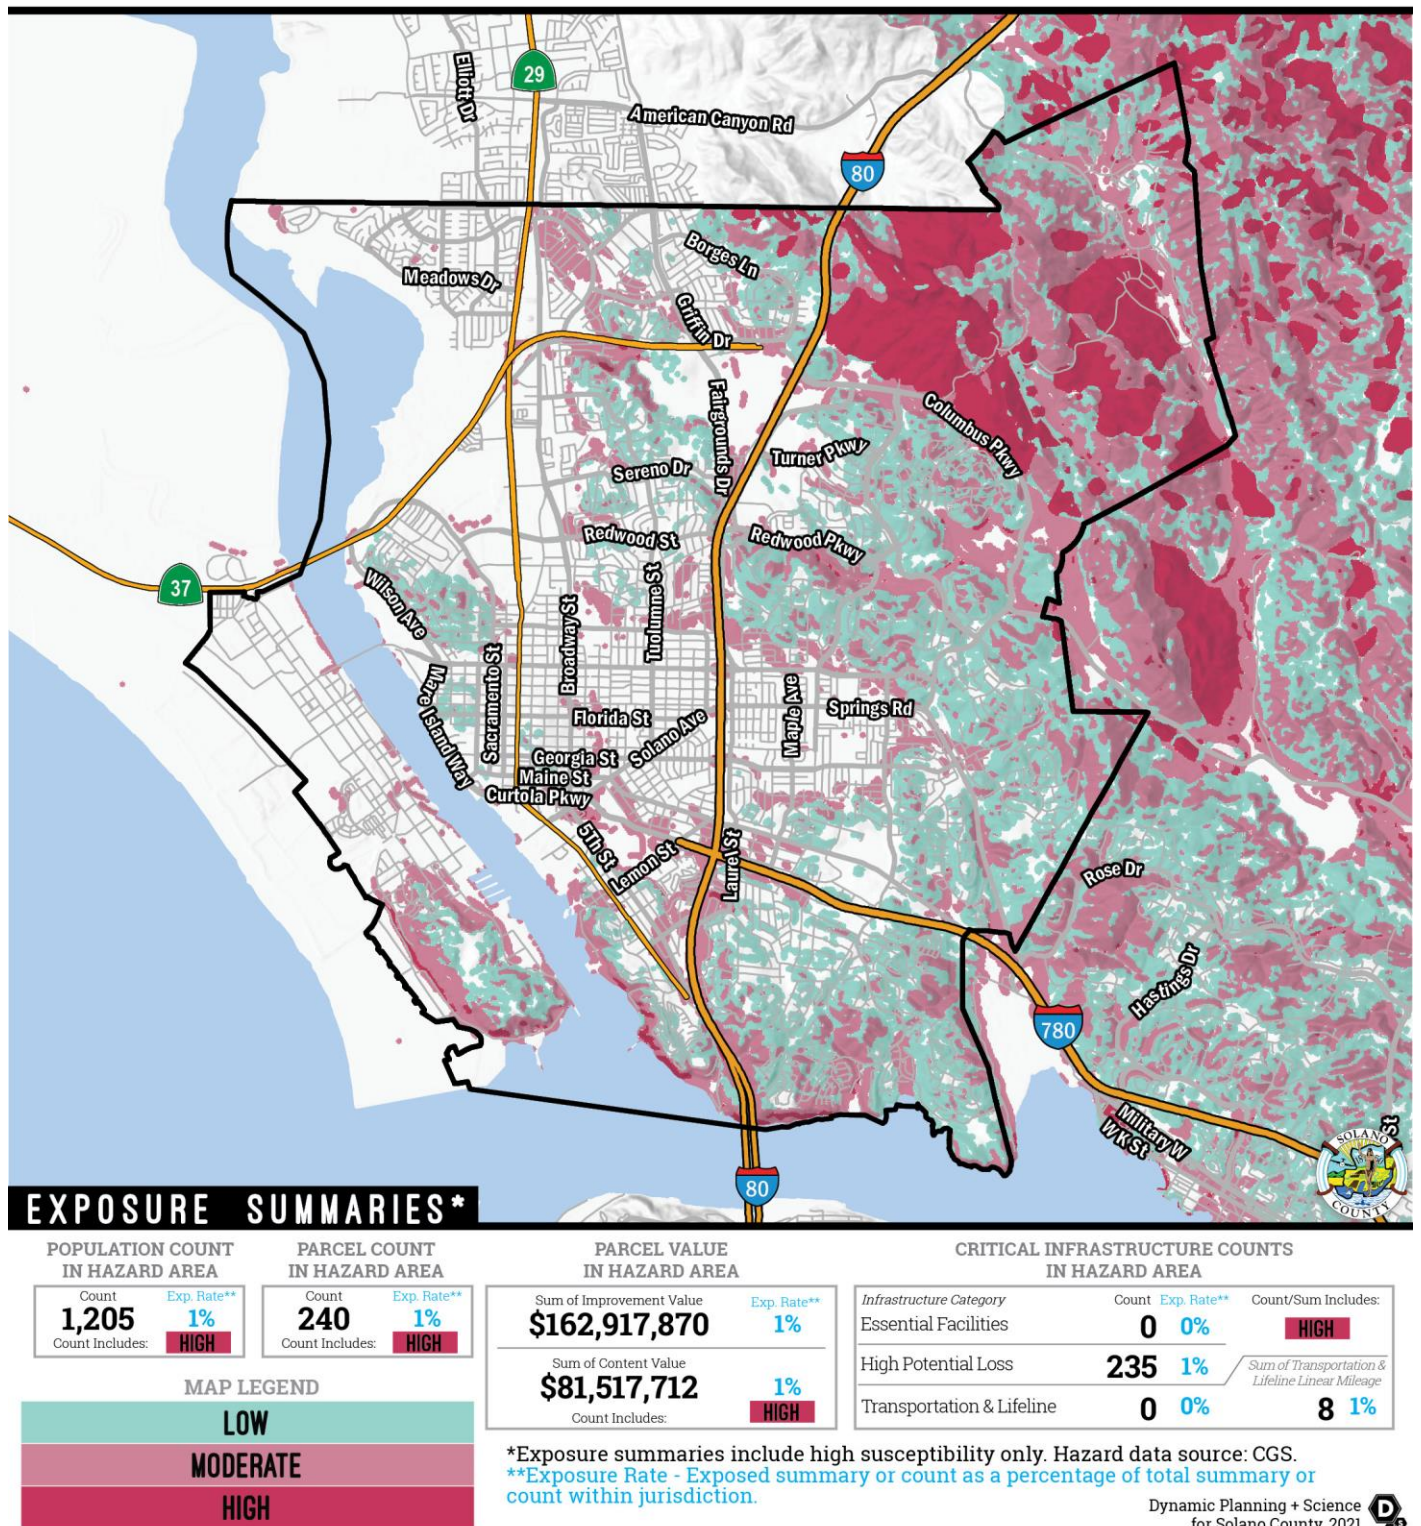 29
Elliott Dr
American Canyon Rd
80
Borges Ln
Meadows Dr
Griffin Dr
Fairgrounds Dr
Columbus Pkwy
Turner Pkwy
Sereno Dr
Redwood St
Redwood Pkwy
37
Wilson Ave
Tuolumne St
Broadway St
Sacramento St
Mare Island Way
Maple Ave
Springs Rd
Florida St
Solano Ave
Georgia St
Maine St
Curtola Pkwy
5Th St
Lemon St
Laurel St
Rose Dr
Hastings Dr
780
Military W
W K St
St
SOLANO
COUNTY
80
EXPOSURE SUMMARIES*
POPULATION COUNT
IN HAZARD AREA
Count Exp. Rate**
1,205 1%
Count Includes: HIGH
PARCEL COUNT
IN HAZARD AREA
Count Exp. Rate**
240 1%
Count Includes: HIGH
PARCEL VALUE
IN HAZARD AREA
Sum of Improvement Value Exp. Rate**
$162,917,870 1%
Sum of Content Value
$81,517,712 1%
Count Includes: HIGH
CRITICAL INFRASTRUCTURE COUNTS
IN HAZARD AREA
Infrastructure Category Count Exp. Rate** Count/Sum Includes:
Essential Facilities 0 0% HIGH
High Potential Loss 235 1% Sum of Transportation &
Lifeline Linear Mileage
Transportation & Lifeline 0 0% 8 1%
MAP LEGEND
LOW
MODERATE
HIGH
*Exposure summaries include high susceptibility only. Hazard data source: CGS.
**Exposure Rate - Exposed summary or count as a percentage of total summary or
count within jurisdiction.
Dynamic Planning + Science
for Solano County, 2021
D
S